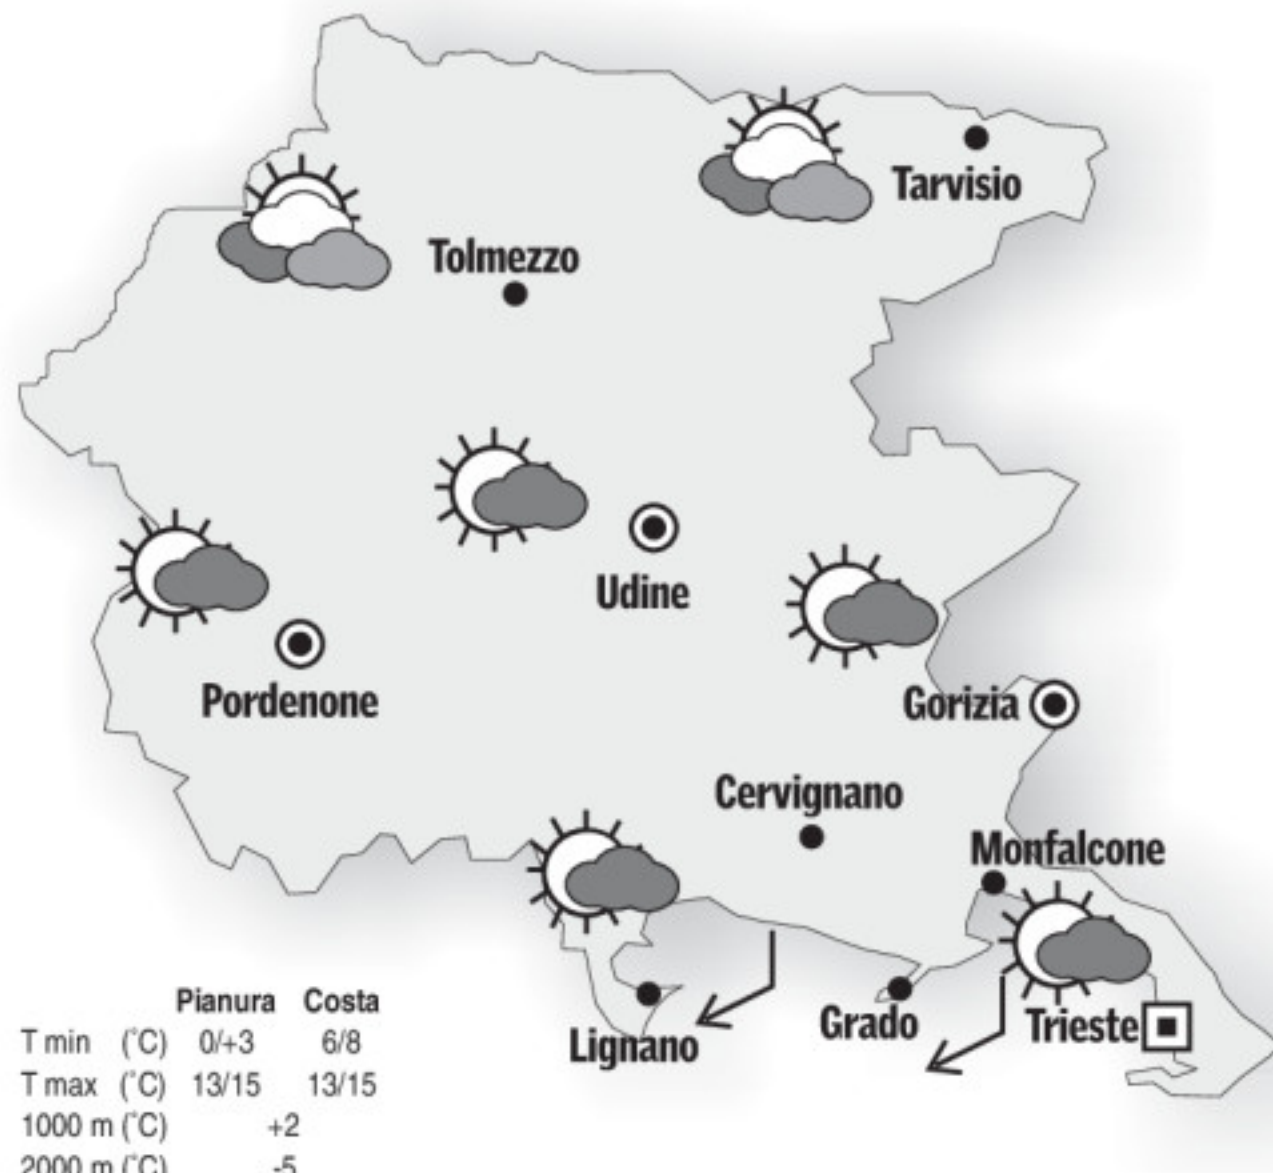 Tarvisio
Tolmezzo
Udine
Pordenone
Gorizia
Cervignano
Monfalcone
Grado
Trieste
Lignano
Pianura Costa
T min (°C) 0/+3 6/8
T max (°C) 13/15 13/15
1000 m (°C) +2
2000 m (°C) -5